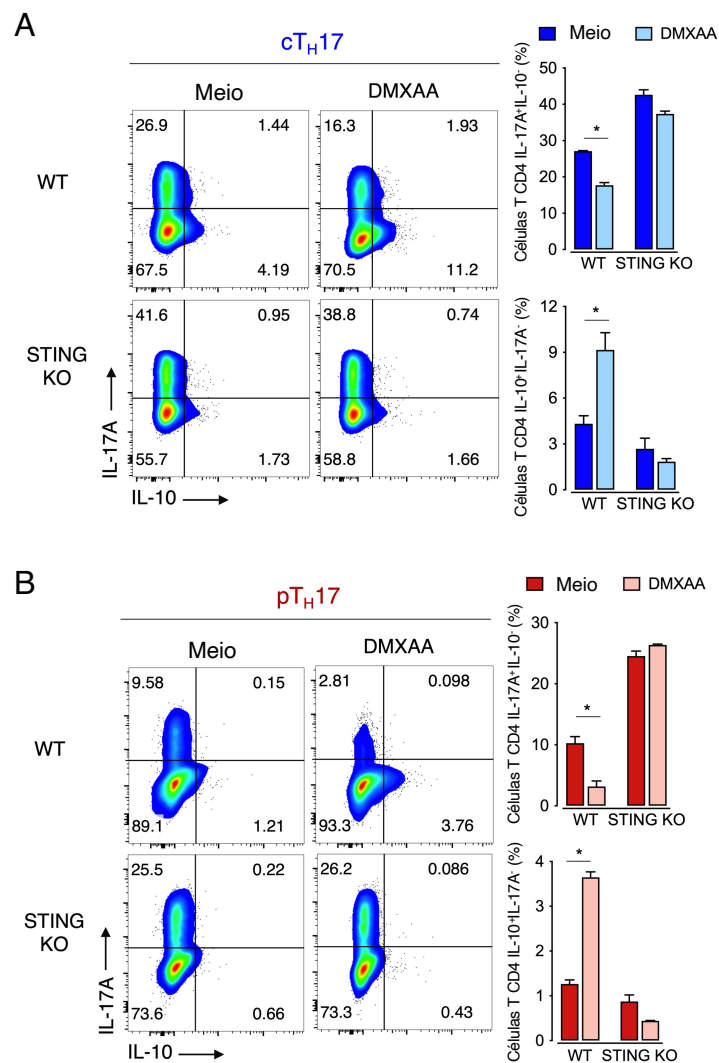 A
cTH17
Meio DMXAA
Meio
DMXAA
WT
26.9 1.44
67.5 4.19
16.3 1.93
70.5 11.2
STING
KO
41.6 0.95
55.7 1.73
38.8 0.74
58.8 1.66
IL-17A
IL-10
Células T CD4 IL-17A+IL-10- (%)
50
40
30
20
10
0
*
WT STING KO
Células T CD4 IL-10+IL-17A- (%)
12
9
6
3
0
*
WT STING KO
B
pTH17
Meio DMXAA
Meio
DMXAA
WT
9.58 0.15
89.1 1.21
2.81 0.098
93.3 3.76
STING
KO
25.5 0.22
73.6 0.66
26.2 0.086
73.3 0.43
IL-17A
IL-10
Células T CD4 IL-17A+IL-10- (%)
30
20
10
0
*
WT STING KO
Células T CD4 IL-10+IL-17A- (%)
4
3
2
1
0
*
WT STING KO